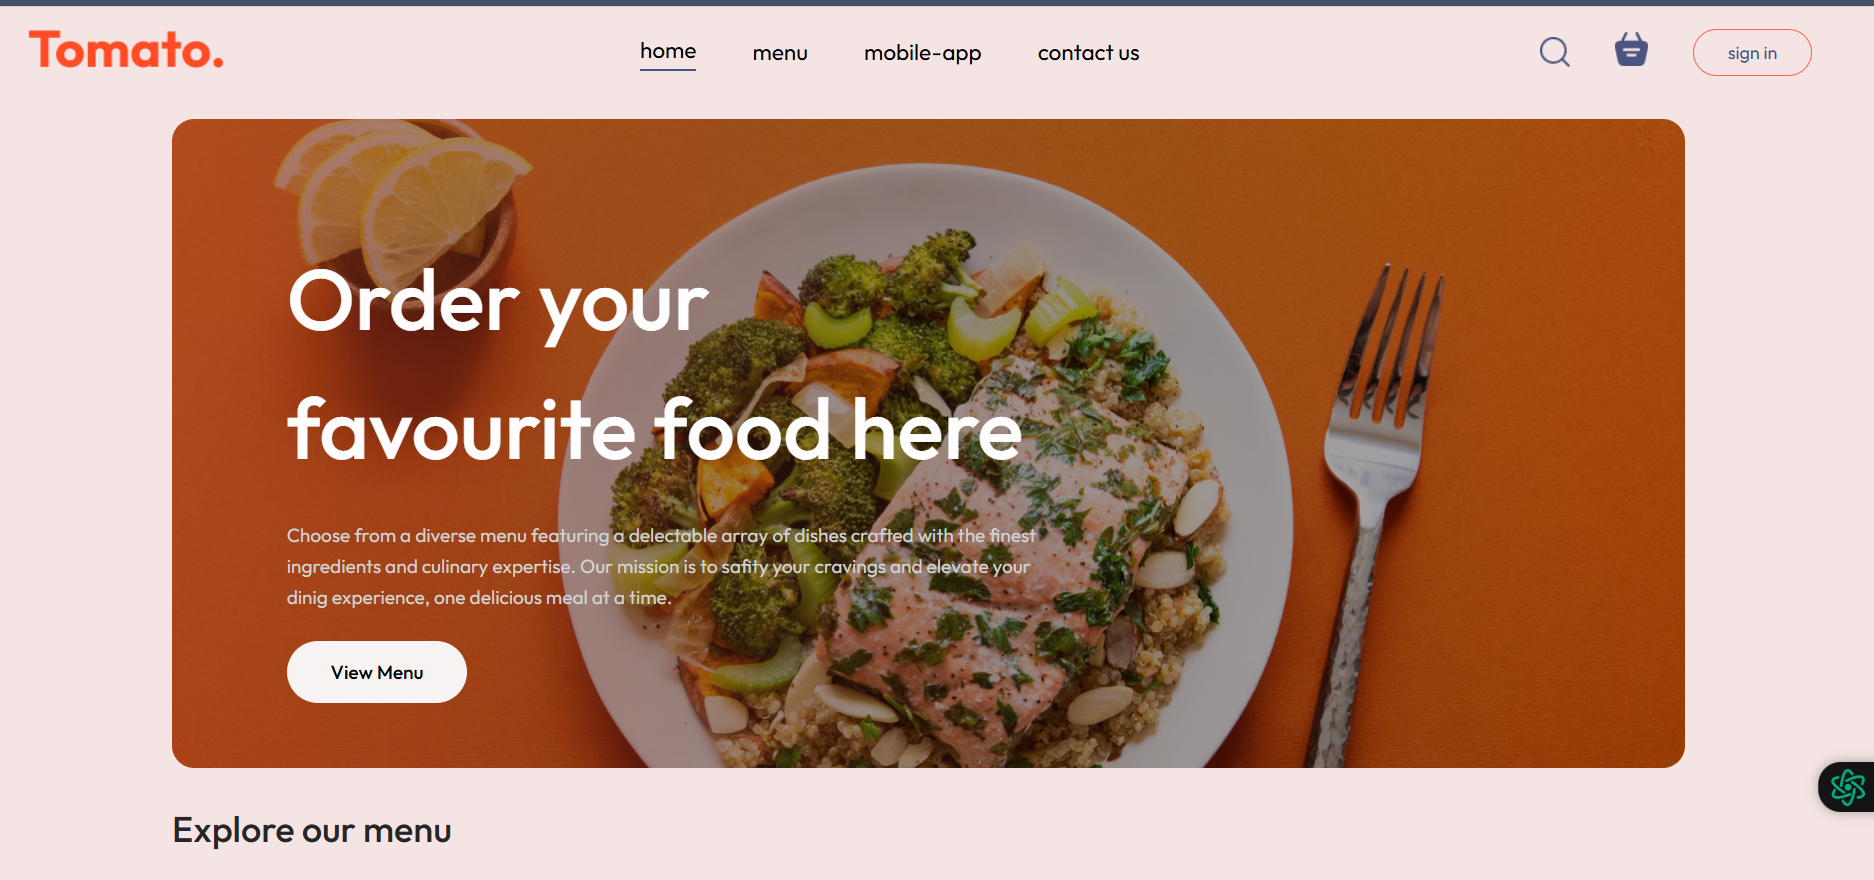 Tomato.
home
menu
mobile-app
contact us
sign in
Order your
favourite food here
Choose from a diverse menu featuring a delectable array of dishes crafted with the finest
ingredients and culinary expertise. Our mission is to safity your cravings and elevate your
dinig experience, one delicious meal at a time.
View Menu
Explore our menu